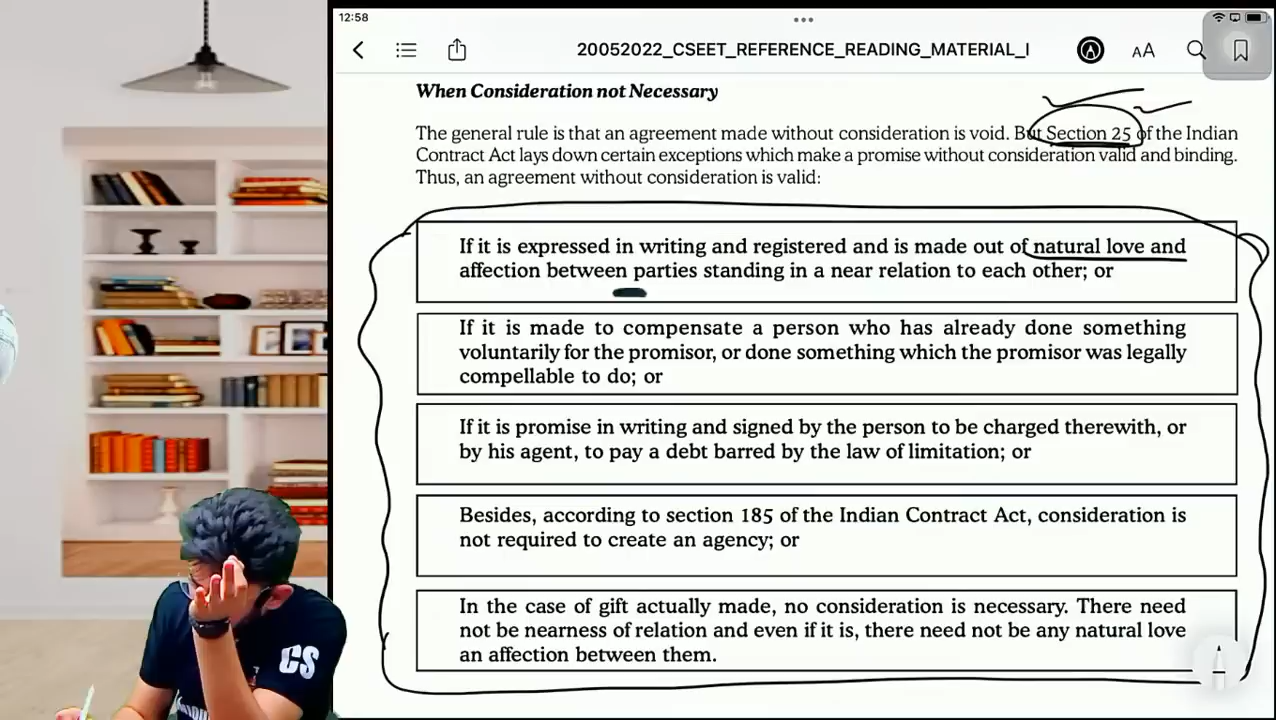 12:58
20052022_CSEET_REFERENCE_READING_MATERIAL_I
AA
When Consideration not Necessary
The general rule is that an agreement made without consideration is void. But Section 25 of the Indian
Contract Act lays down certain exceptions which make a promise without consideration valid and binding.
Thus, an agreement without consideration is valid:
If it is expressed in writing and registered and is made out of natural love and
affection between parties standing in a near relation to each other; or
If it is made to compensate a person who has already done something
voluntarily for the promisor, or done something which the promisor was legally
compellable to do; or
If it is promise in writing and signed by the person to be charged therewith, or
by his agent, to pay a debt barred by the law of limitation; or
Besides, according to section 185 of the Indian Contract Act, consideration is
not required to create an agency; or
In the case of gift actually made, no consideration is necessary. There need
not be nearness of relation and even if it is, there need not be any natural love
an affection between them.
CS